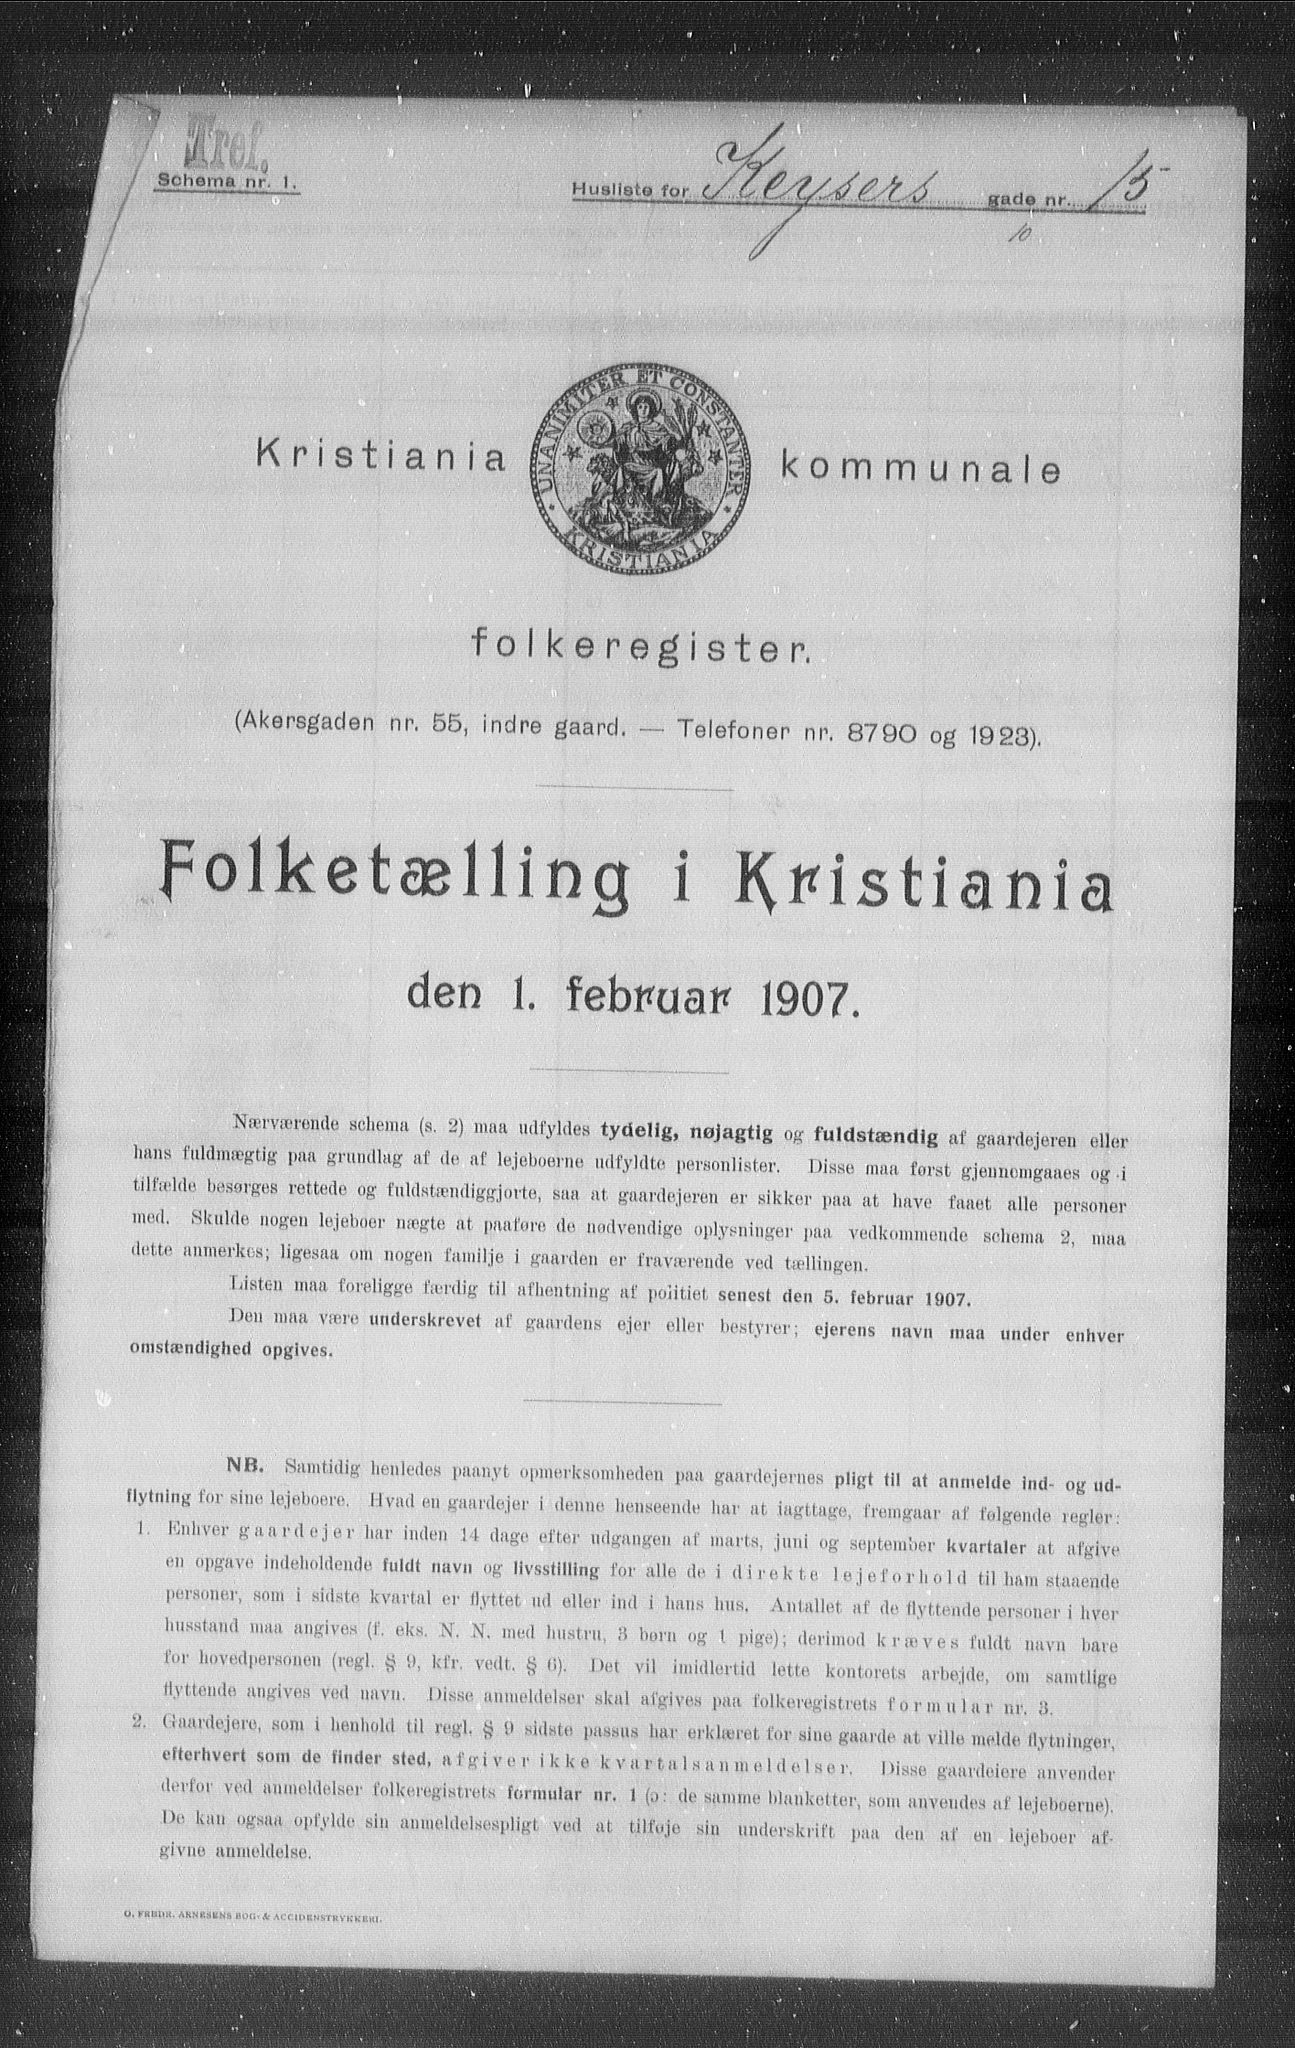 Tref.
Schema nr. 1.
Husliste for Keysers gade nr. 15
10
UNANIMITER ET CONSTANTER
KRISTIANIA
Kristiania kommunale
folkeregister.
(Akersgaden nr. 55, indre gaard. — Telefoner nr. 8790 og 1923).
Folketælling i Kristiania
den 1. februar 1907.
Nærværende schema (s. 2) maa udfyldes tydelig, nøjagtig og fuldstændig af gaardejeren eller
hans fuldmægtig paa grundlag af de af lejeboerne udfyldte personlister. Disse maa først gjennemgaaes og i
tilfælde besørges rettede og fuldstændiggjorte, saa at gaardejeren er sikker paa at have faaet alle personer
med. Skulde nogen lejeboer nægte at paaføre de nødvendige oplysninger paa vedkommende schema 2, maa
dette anmerkes; ligesaa om nogen familje i gaarden er fraværende ved tællingen.
Listen maa foreligge færdig til afhentning af politiet senest den 5. februar 1907.
Den maa være underskrevet af gaardens ejer eller bestyrer; ejerens navn maa under enhver
omstændighed opgives.
NB. Samtidig henledes paanyt opmerksomheden paa gaardejernes pligt til at anmelde ind- og ud-
flytning for sine lejeboere. Hvad en gaardejer i denne henseende har at iagttage, fremgaar af følgende regler:
1. Enhver gaardejer har inden 14 dage efter udgangen af marts, juni og september kvartaler at afgive
en opgave indeholdende fuldt navn og livsstilling for alle de i direkte lejeforhold til ham staaende
personer, som i sidste kvartal er flyttet ud eller ind i hans hus. Antallet af de flyttende personer i hver
husstand maa angives (f. eks. N. N. med hustru, 3 børn og 1 pige); derimod kræves fuldt navn bare
for hovedpersonen (regl. § 9, kfr. vedt. § 6). Det vil imidlertid lette kontorets arbejde, om samtlige
flyttende angives ved navn. Disse anmeldelser skal afgives paa folkeregistrets formular nr. 3.
2. Gaardejere, som i henhold til regl. § 9 sidste passus har erklæret for sine gaarde at ville melde flytninger,
efterhvert som de finder sted, afgiver ikke kvartalsanmeldelser. Disse gaardeiere anvender
derfor ved anmeldelser folkeregistrets formular nr. 1 (ɔ: de samme blanketter, som anvendes af lejeboerne).
De kan ogsaa opfylde sin anmeldelsespligt ved at tilføje sin underskrift paa den af en lejeboer af-
givne anmeldelse.
O. FREDR. ARNESENS BOG- & ACCIDENSTRYKKERI.